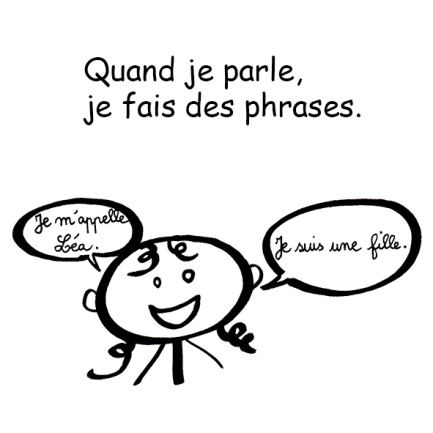 Quand je parle,
je fais des phrases.
Je m'appelle
Léa.
Je suis une fille.